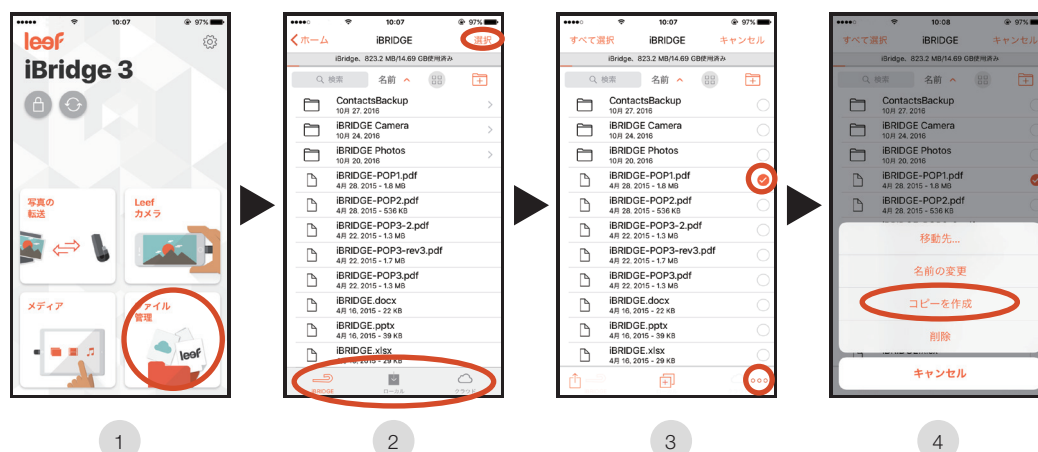 10:07
97%
leef
iBridge 3
写真の
転送
Leef
カメラ
メディア
ファイル
管理
leef
1
10:07
97%
ホーム
iBRIDGE
選択
iBridge、823.2 MB/14.69 GB使用済み
検索
名前
ContactsBackup
10月 27. 2016
iBRIDGE Camera
10月 24. 2016
iBRIDGE Photos
10月 20. 2016
iBRIDGE-POP1.pdf
4月 28. 2015 - 1.8 MB
iBRIDGE-POP2.pdf
4月 28. 2015 - 536 KB
iBRIDGE-POP3-2.pdf
4月 22. 2015 - 1.3 MB
iBRIDGE-POP3-rev3.pdf
4月 22. 2015 - 1.7 MB
iBRIDGE-POP3.pdf
4月 22. 2015 - 1.3 MB
iBRIDGE.docx
4月 16. 2015 - 22 KB
iBRIDGE.pptx
4月 16. 2015 - 39 KB
iBRIDGE.xlsx
2015 - 29 KB
iBRIDGE
ローカル
クラウド
2
10:07
97%
すべて選択
iBRIDGE
キャンセル
iBridge、823.2 MB/14.69 GB使用済み
検索
名前
ContactsBackup
10月 27. 2016
iBRIDGE Camera
10月 24. 2016
iBRIDGE Photos
10月 20. 2016
iBRIDGE-POP1.pdf
4月 28. 2015 - 1.8 MB
iBRIDGE-POP2.pdf
4月 28. 2015 - 536 KB
iBRIDGE-POP3-2.pdf
4月 22. 2015 - 1.3 MB
iBRIDGE-POP3-rev3.pdf
4月 22. 2015 - 1.7 MB
iBRIDGE-POP3.pdf
4月 22. 2015 - 1.3 MB
iBRIDGE.docx
4月 16. 2015 - 22 KB
iBRIDGE.pptx
4月 16. 2015 - 39 KB
iBRIDGE.xlsx
4月 16. 2015 - 29 KB
3
10:08
97%
すべて選択
iBRIDGE
キャンセル
iBridge、823.2 MB/14.69 GB使用済み
検索
名前
ContactsBackup
10月 27. 2016
iBRIDGE Camera
10月 24. 2016
iBRIDGE Photos
10月 20. 2016
iBRIDGE-POP1.pdf
4月 28. 2015 - 1.8 MB
iBRIDGE-POP2.pdf
4月 28. 2015 - 536 KB
移動先...
名前の変更
コピーを作成
削除
キャンセル
4